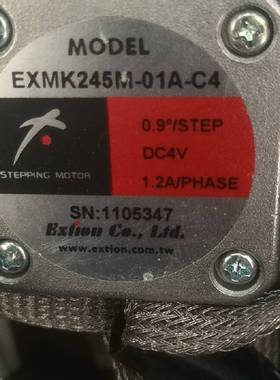 MODEL
EXMK245M-01A-C4
0.9°/STEP
DC4V
STEPPING MOTOR
1.2A/PHASE
SN:1105347
Extion Co., Ltd.
www.extion.com.tw